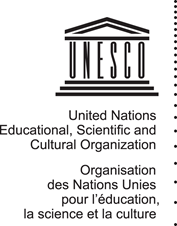 UNESCO
United Nations
Educational, Scientific and
Cultural Organization
Organisation
des Nations Unies
pour l'éducation,
la science et la culture